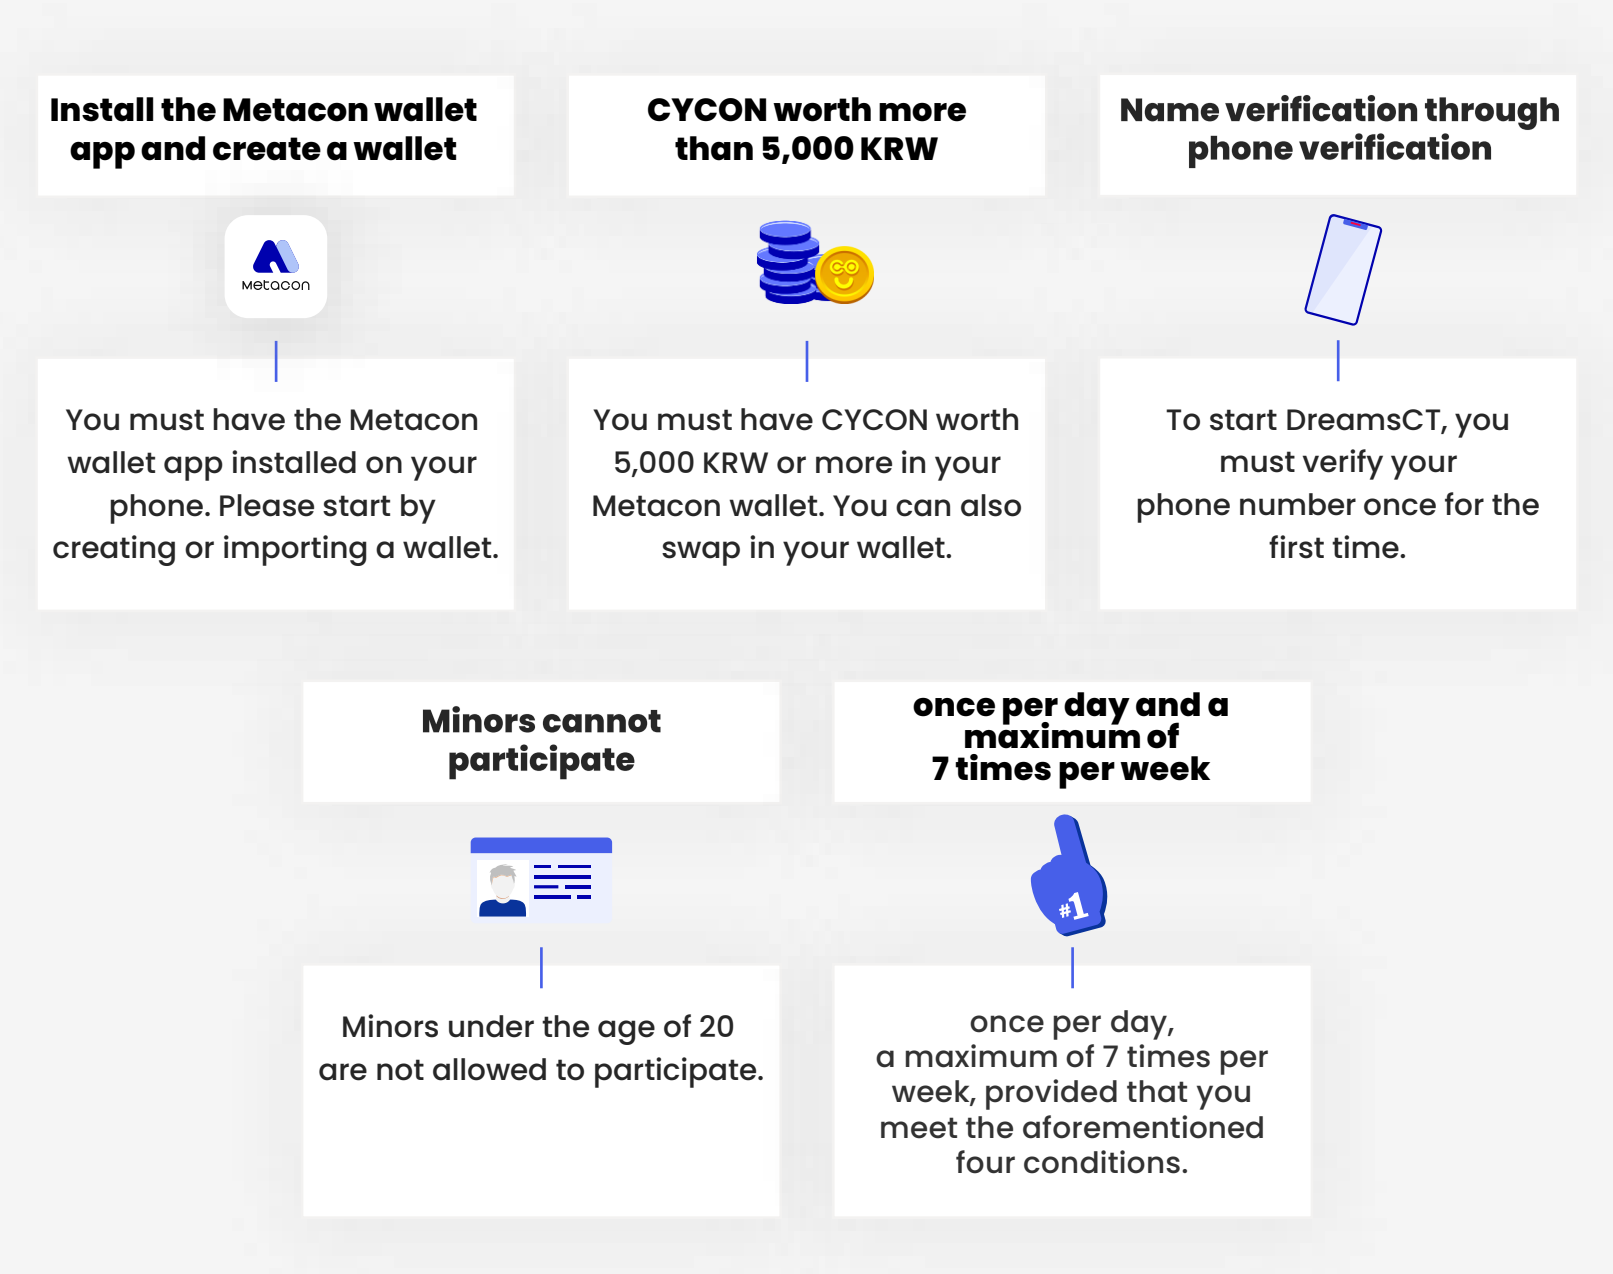 Install the Metacon wallet
app and create a wallet
CYCON worth more
than 5,000 KRW
Name verification through
phone verification
Metacon
You must have the Metacon
wallet app installed on your
phone. Please start by
creating or importing a wallet.
You must have CYCON worth
5,000 KRW or more in your
Metacon wallet. You can also
swap in your wallet.
To start DreamsCT, you
must verify your
phone number once for the
first time.
Minors cannot
participate
once per day and a
maximum of
7 times per week
#1
Minors under the age of 20
are not allowed to participate.
once per day,
a maximum of 7 times per
week, provided that you
meet the aforementioned
four conditions.